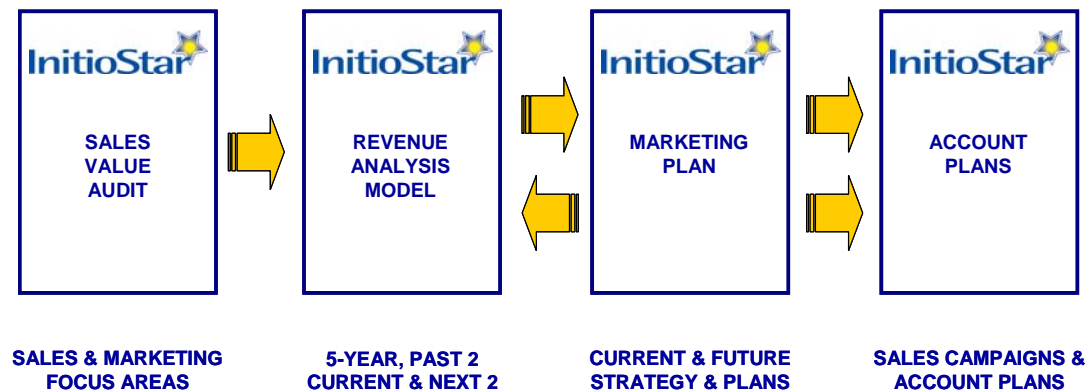 InitioStar
SALES
VALUE
AUDIT
InitioStar
REVENUE
ANALYSIS
MODEL
InitioStar
MARKETING
PLAN
InitioStar
ACCOUNT
PLANS
SALES & MARKETING
FOCUS AREAS
5-YEAR, PAST 2
CURRENT & NEXT 2
CURRENT & FUTURE
STRATEGY & PLANS
SALES CAMPAIGNS &
ACCOUNT PLANS